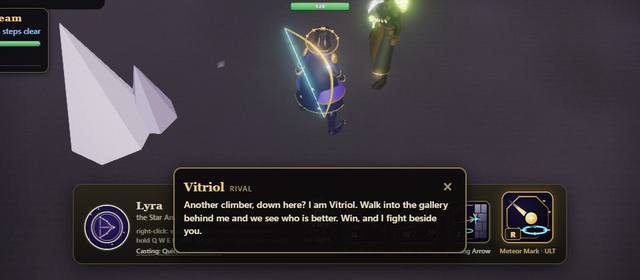 eam
steps clear
Vitriol RIVAL ×
Another climber, down here? I am Vitriol. Walk into the gallery
behind me and we see who is better. Win, and I fight beside
you.
Lyra
the Star
right-click:
hold Q W E
Casting:
R
Arrow
Meteor Mark · ULT